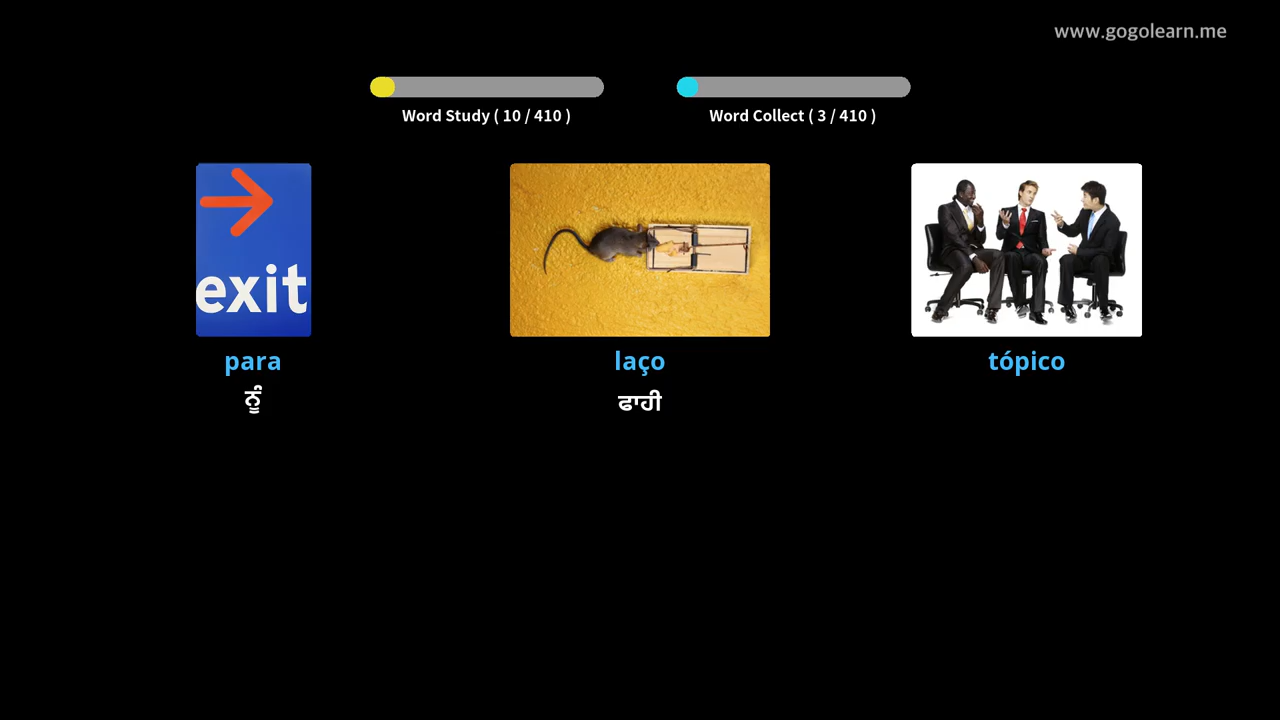 www.gogolearn.me
Word Study ( 10 / 410 )
Word Collect ( 3 / 410 )
exit
para
laço
tópico
ਨੂੰ
ਫਾਹੀ